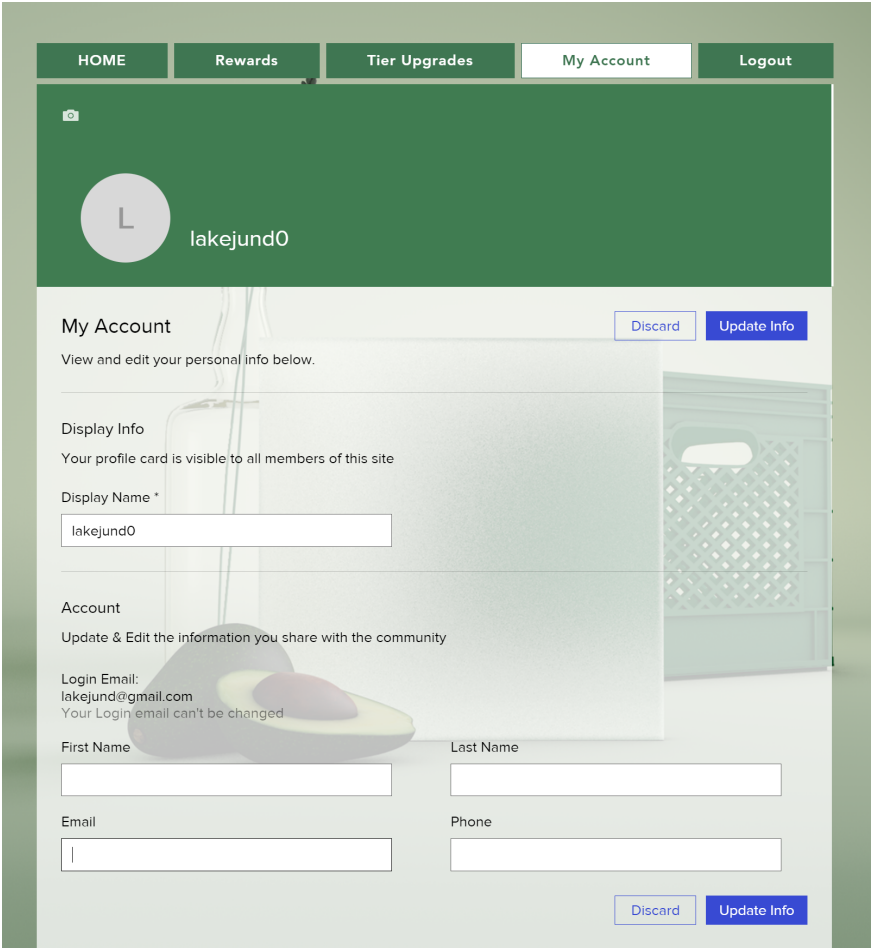 HOME Rewards Tier Upgrades My Account Logout
L
lakejund0
My Account Discard Update Info
View and edit your personal info below.
Display Info
Your profile card is visible to all members of this site
Display Name *
lakejund0
Account
Update & Edit the information you share with the community
Login Email:
lakejund@gmail.com
Your Login email can't be changed
First Name Last Name
Email Phone
Discard Update Info